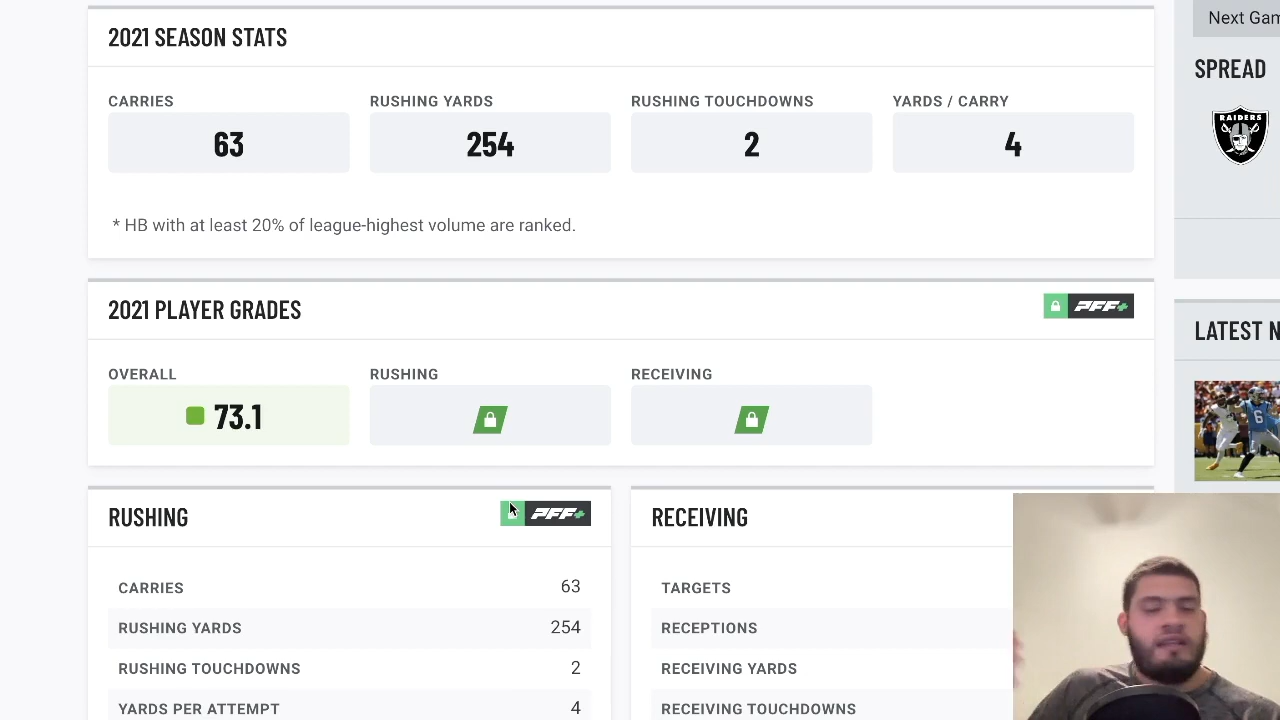 Next Gam
2021 SEASON STATS
SPREAD
CARRIES
RUSHING YARDS
RUSHING TOUCHDOWNS
YARDS / CARRY
63
254
2
4
RAIDERS
* HB with at least 20% of league-highest volume are ranked.
2021 PLAYER GRADES
PFF+
LATEST N
OVERALL
RUSHING
RECEIVING
73.1
6
RUSHING
PFF+
CARRIES
63
RUSHING YARDS
254
RUSHING TOUCHDOWNS
2
YARDS PER ATTEMPT
4
RECEIVING
TARGETS
RECEPTIONS
RECEIVING YARDS
RECEIVING TOUCHDOWNS